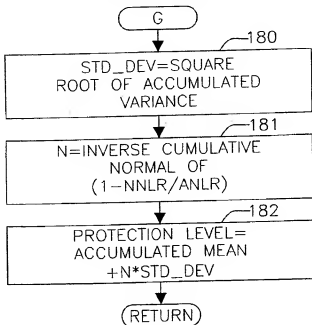 G
180
STD_DEV=SQUARE
ROOT OF ACCUMULATED
VARIANCE
181
N=INVERSE CUMULATIVE
NORMAL OF
(1-NNLR/ANLR)
182
PROTECTION LEVEL=
ACCUMULATED MEAN
+N*STD_DEV
RETURN